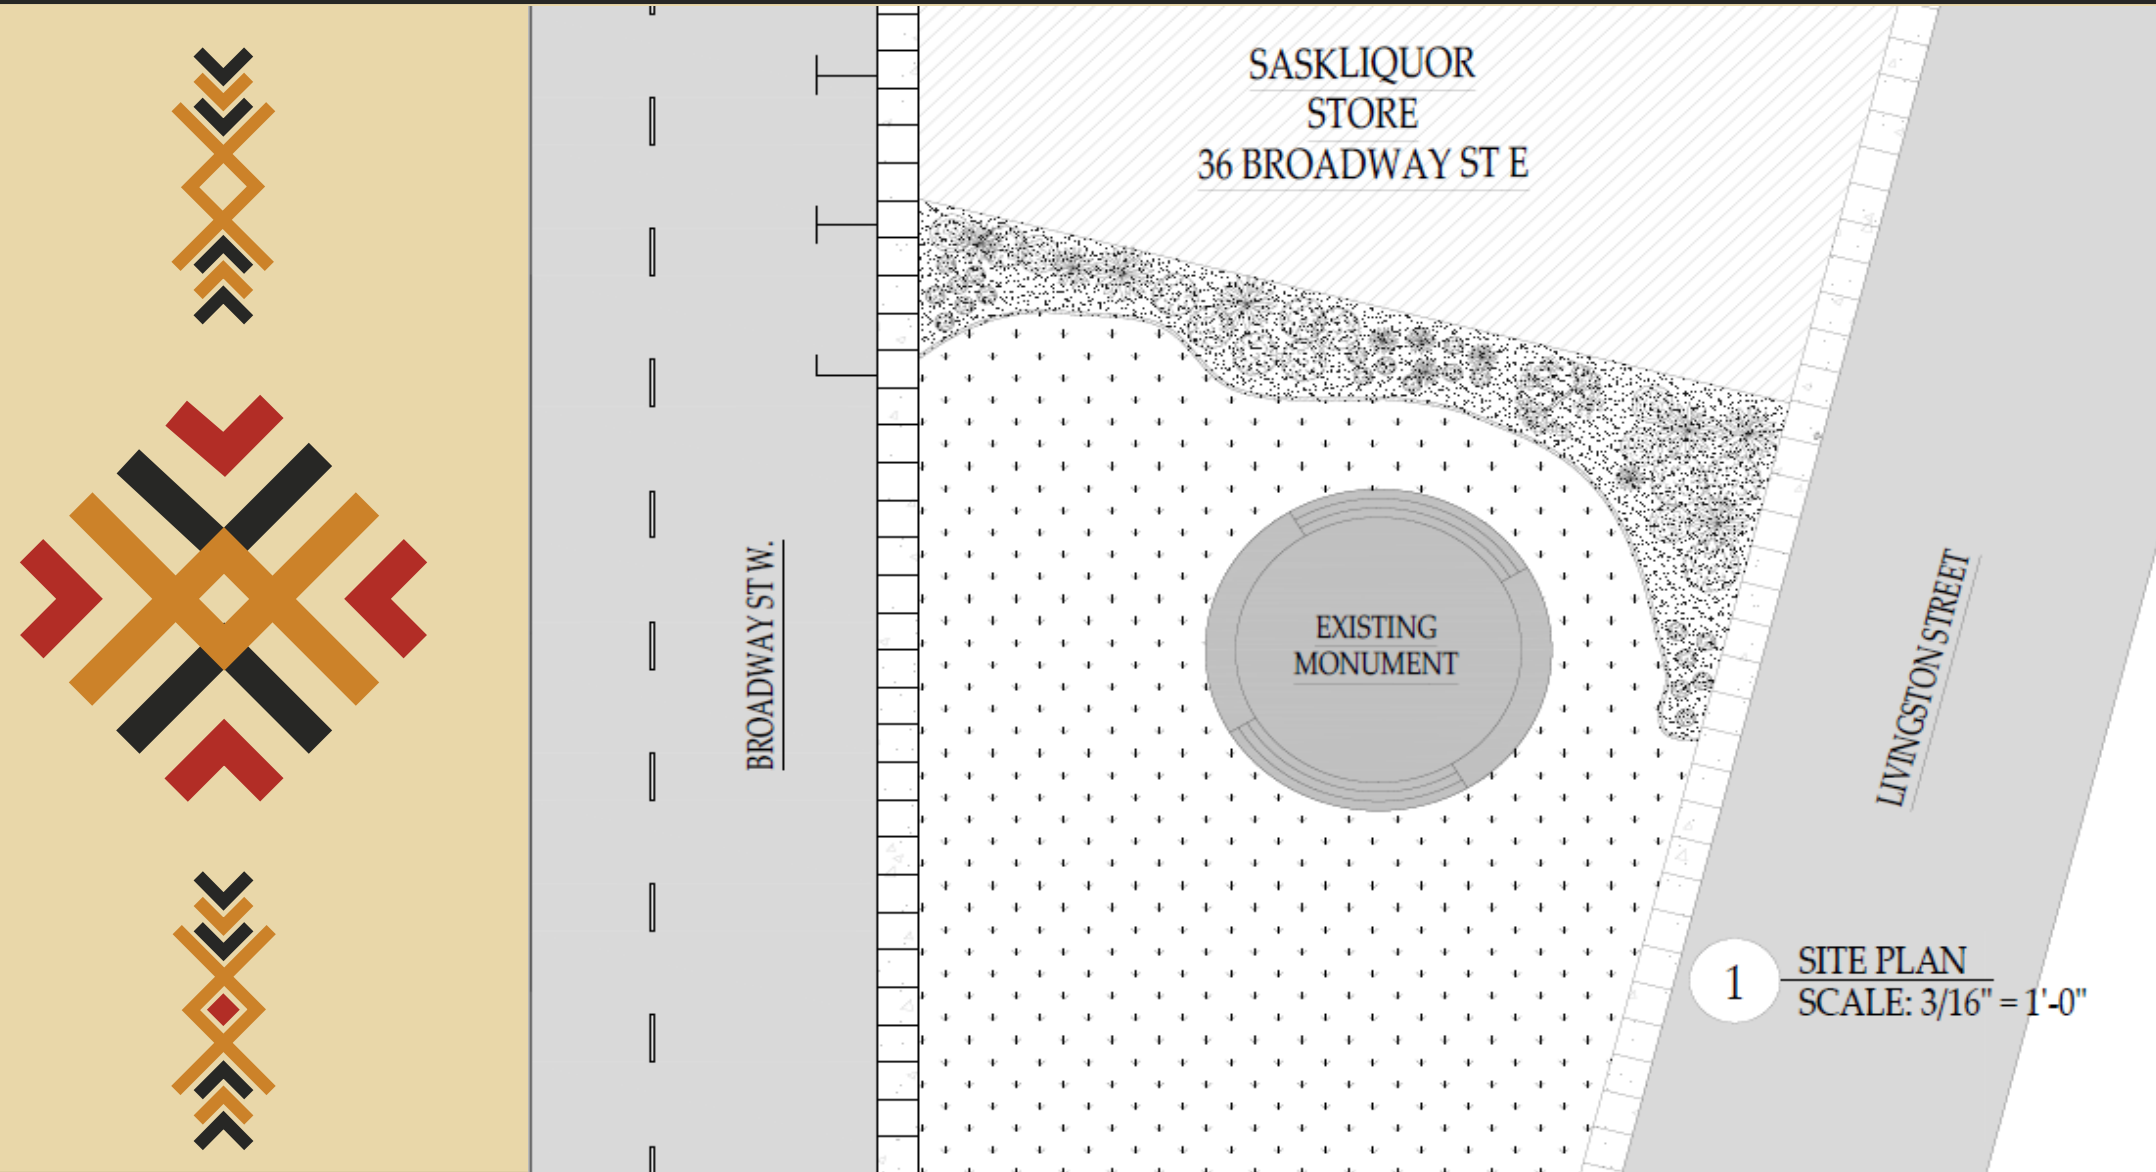 SASKLIQUOR
STORE
36 BROADWAY ST E
BROADWAY ST W.
EXISTING
MONUMENT
LIVINGSTON STREET
1
SITE PLAN
SCALE: 3/16" = 1'-0"